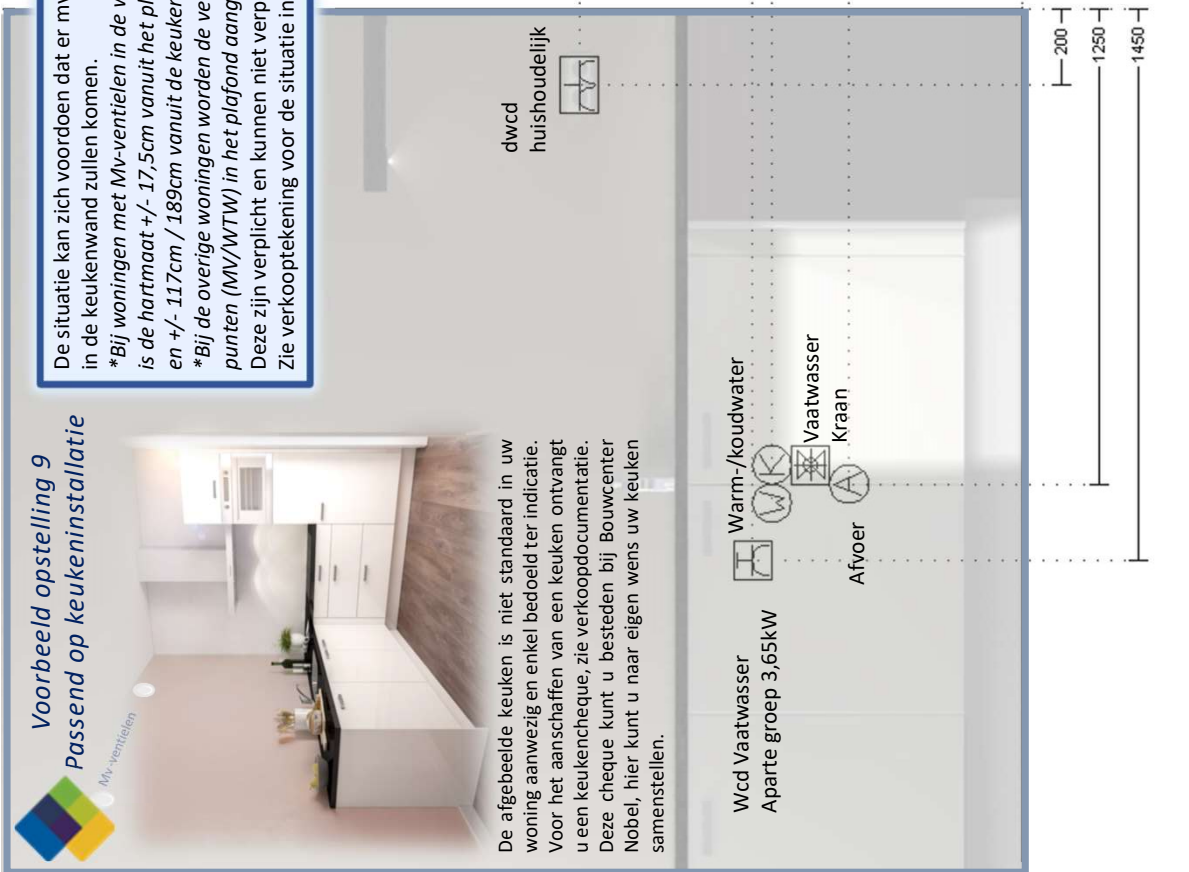 Voorbeeld opstelling 9
Passend op keukeninstallatie
Mv-ventielen
De situatie kan zich voordoen dat er mv
in de keukenwand zullen komen.
*Bij woningen met Mv-ventielen in de
is de hartmaat +/- 17,5cm vanuit het
en +/- 117cm / 189cm vanuit de keuken
*Bij de overige woningen worden de
punten (MV/WTW) in het plafond
Deze zijn verplicht en kunnen niet
Zie verkooptekening voor de situatie in
De afgebeelde keuken is niet standaard in uw
woning aanwezig en enkel bedoeld ter indicatie.
Voor het aanschaffen van een keuken ontvangt
u een keukencheque, zie verkoopdocumentatie.
Deze cheque kunt u besteden bij Bouwcenter
Nobel, hier kunt u naar eigen wens uw keuken
samenstellen.
dwcd
huishoudelijk
Wcd Vaatwasser
Aparte groep 3,65kW
Warm-/koudwater
W K
Vaatwasser
Kraan
A
Afvoer
200
1250
1450